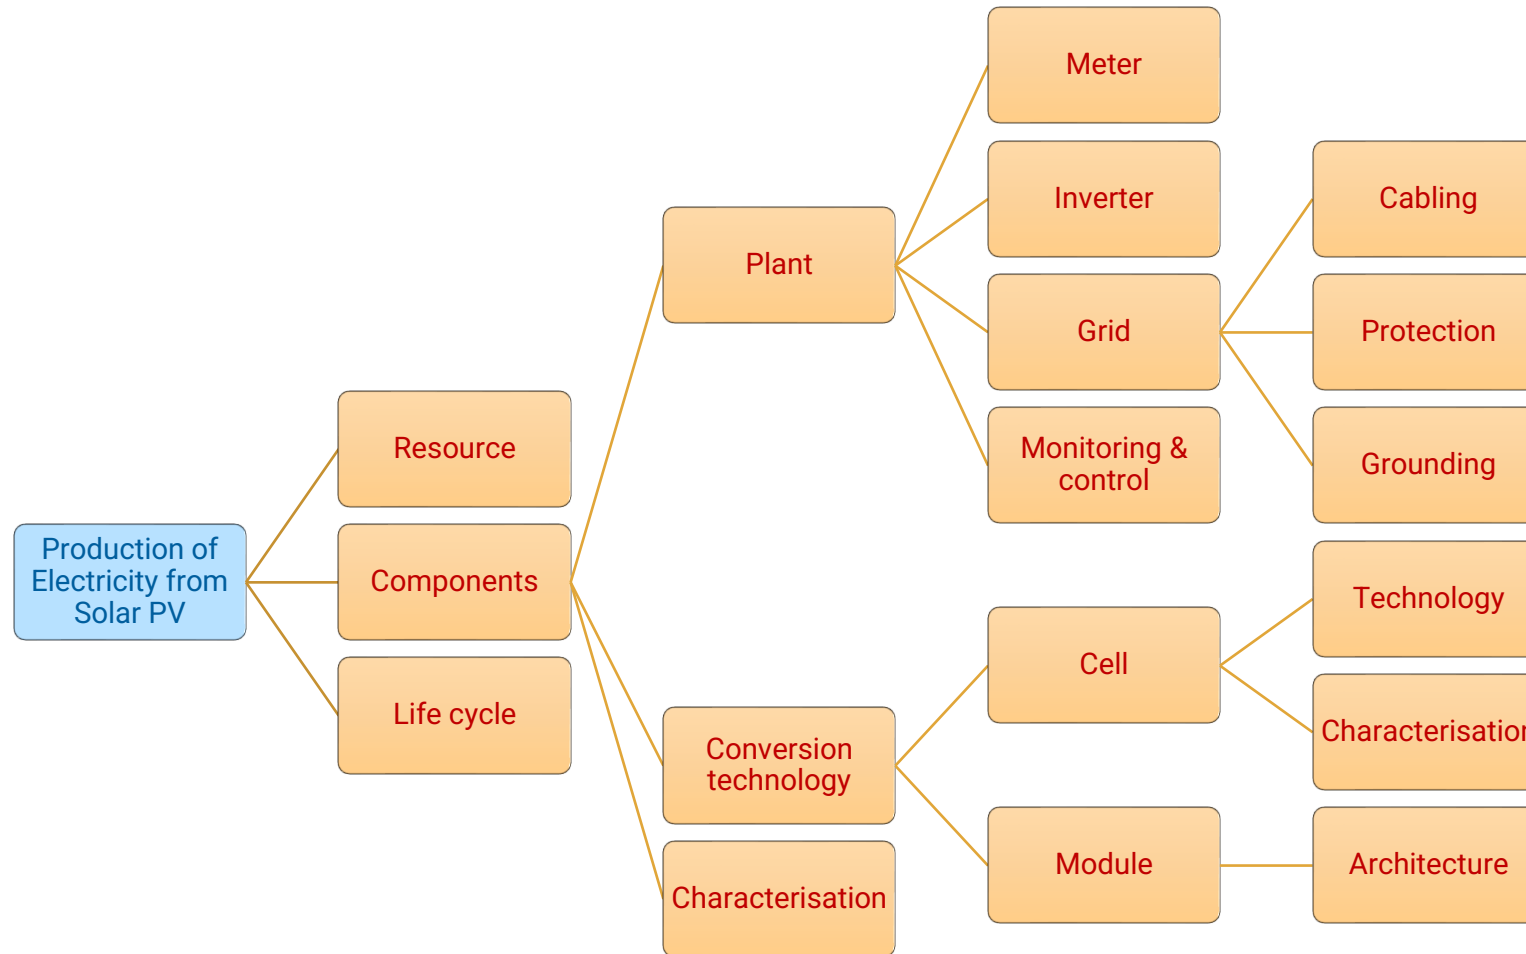 Meter
Inverter
Cabling
Plant
Grid
Protection
Resource
Monitoring &
control
Grounding
Production of
Electricity from
Solar PV
Components
Technology
Life cycle
Cell
Conversion
technology
Characterisation
Module
Architecture
Characterisation